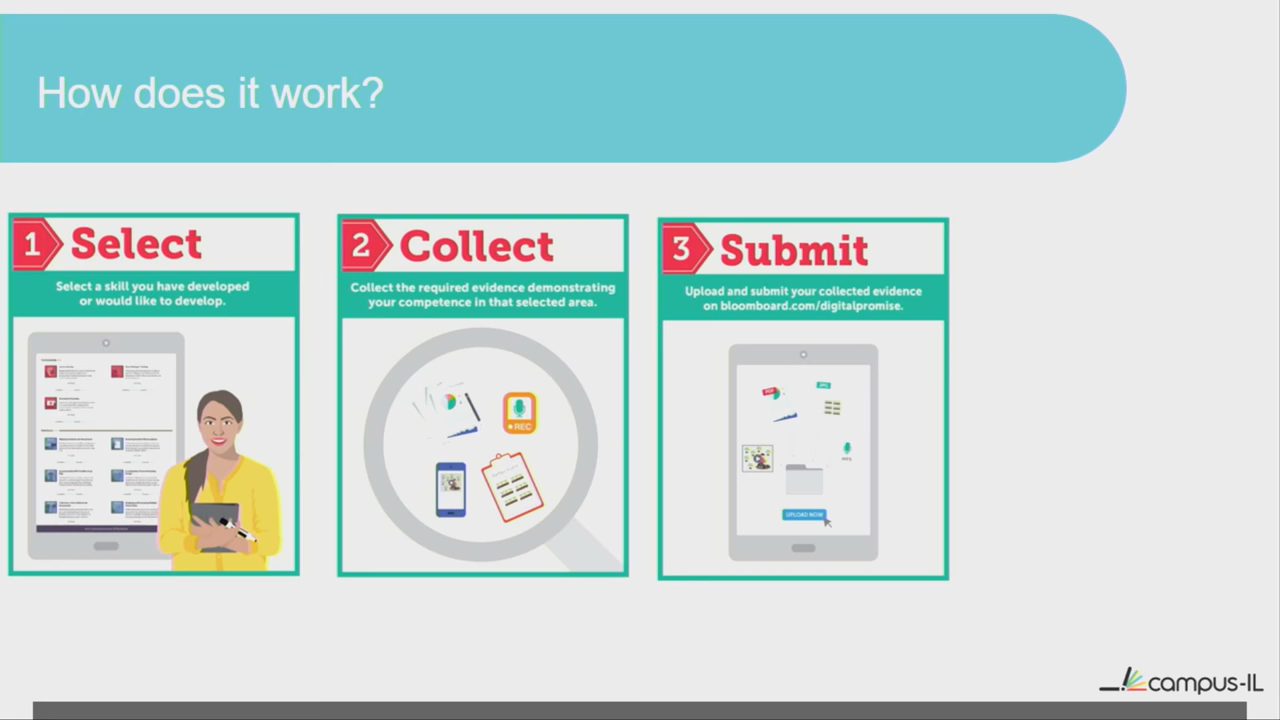 How does it work?
1 Select
Select a skill you have developed
or would like to develop.
2 Collect
Collect the required evidence demonstrating
your competence in that selected area.
REC
3 Submit
Upload and submit your collected evidence
on bloomboard.com/digitalpromise.
JPG
UPLOAD NOW
campus-IL